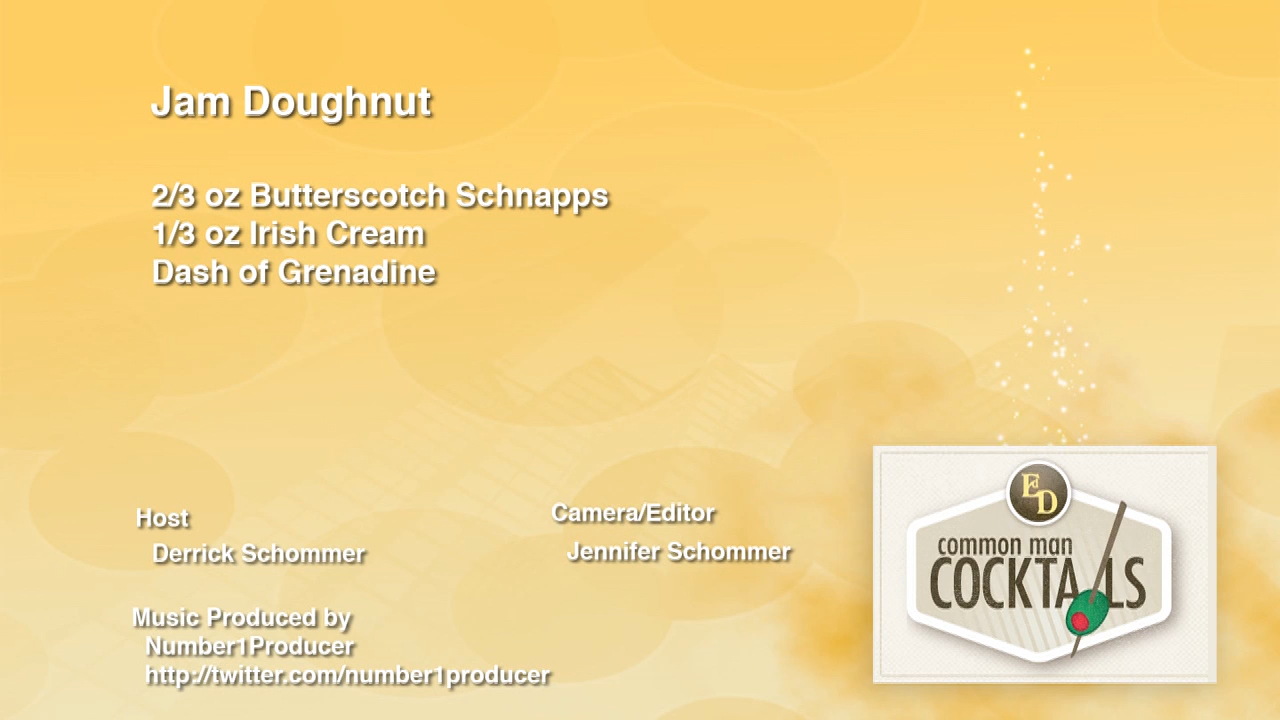 Jam Doughnut
2/3 oz Butterscotch Schnapps
1/3 oz Irish Cream
Dash of Grenadine
Host
Derrick Schommer
Camera/Editor
Jennifer Schommer
Music Produced by
Number1Producer
http://twitter.com/number1producer
EdD
common man
COCKTAILS